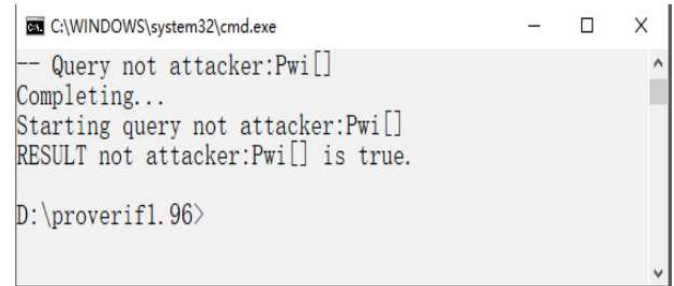 C:\WINDOWS\system32\cmd.exe
-- Query not attacker:Pwi[]
Completing...
Starting query not attacker:Pwi[]
RESULT not attacker:Pwi[] is true.
D:\proverif1.96>